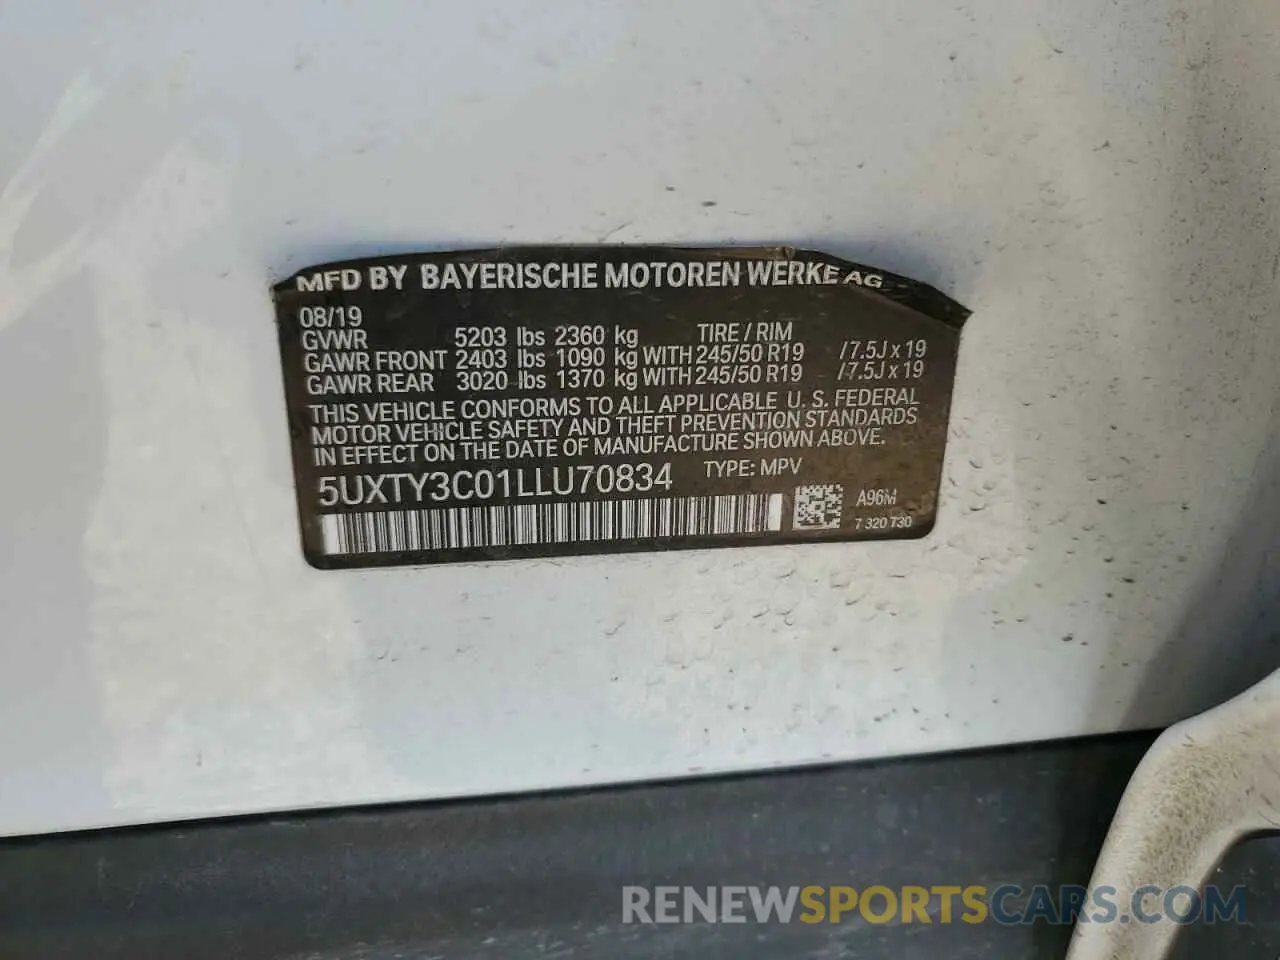 MFD BY BAYERISCHE MOTOREN WERKE AG
08/19
GVWR 5203 lbs 2360 kg TIRE / RIM
GAWR FRONT 2403 lbs 1090 kg WITH 245/50 R19 /7.5J x 19
GAWR REAR 3020 lbs 1370 kg WITH 245/50 R19 /7.5J x 19
THIS VEHICLE CONFORMS TO ALL APPLICABLE U. S. FEDERAL
MOTOR VEHICLE SAFETY AND THEFT PREVENTION STANDARDS
IN EFFECT ON THE DATE OF MANUFACTURE SHOWN ABOVE.
5UXTY3C01LLU70834 TYPE: MPV
A96M
7 320 730
RENEWSPORTSCARS.COM